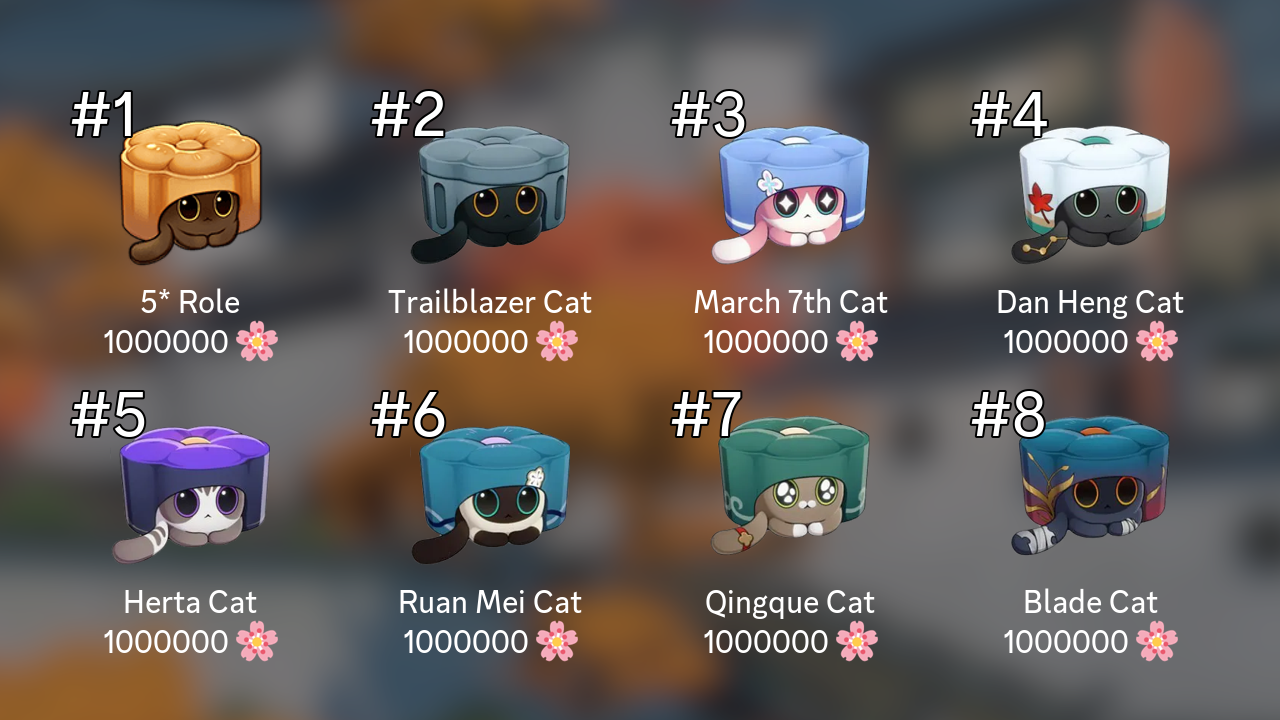 #1 #2 #3 #4
5* Role Trailblazer Cat March 7th Cat Dan Heng Cat
1000000 1000000 1000000 1000000
#5 #6 #7 #8
Herta Cat Ruan Mei Cat Qingque Cat Blade Cat
1000000 1000000 1000000 1000000